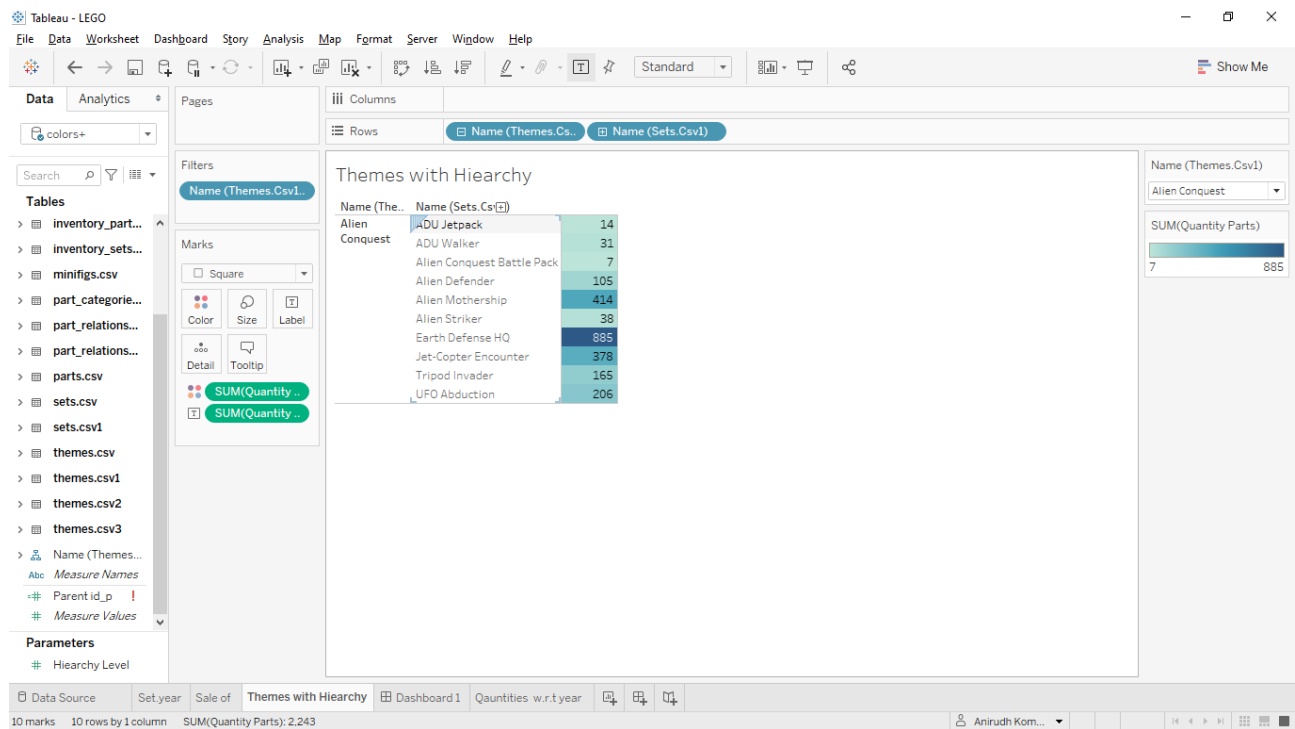 Tableau - LEGO
File Data Worksheet Dashboard Story Analysis Map Format Server Window Help
Standard
Show Me
Data Analytics
Pages
iii Columns
colors+
Rows
Name (Themes.Cs..
Name (Sets.Csv1)
Search
Filters
Name (Themes.Csv1..
Tables
inventory_part...
inventory_sets...
minifigs.csv
part_categorie...
part_relations...
part_relations...
parts.csv
sets.csv
sets.csv1
themes.csv
themes.csv1
themes.csv2
themes.csv3
Name (Themes...
Abc Measure Names
=# Parent id_p !
# Measure Values
Parameters
# Hiearchy Level
Marks
Square
Color Size Label
Detail Tooltip
SUM(Quantity ..
SUM(Quantity ..
Themes with Hiearchy
Name (The.. Name (Sets.Csv1)
Alien Conquest
ADU Jetpack 14
ADU Walker 31
Alien Conquest Battle Pack 7
Alien Defender 105
Alien Mothership 414
Alien Striker 38
Earth Defense HQ 885
Jet-Copter Encounter 378
Tripod Invader 165
UFO Abduction 206
Name (Themes.Csv1)
Alien Conquest
SUM(Quantity Parts)
7 885
Data Source Set,year Sale of Themes with Hiearchy Dashboard 1 Qauntities w.r.t year
10 marks 10 rows by 1 column SUM(Quantity Parts): 2,243
Anirudh Kom...